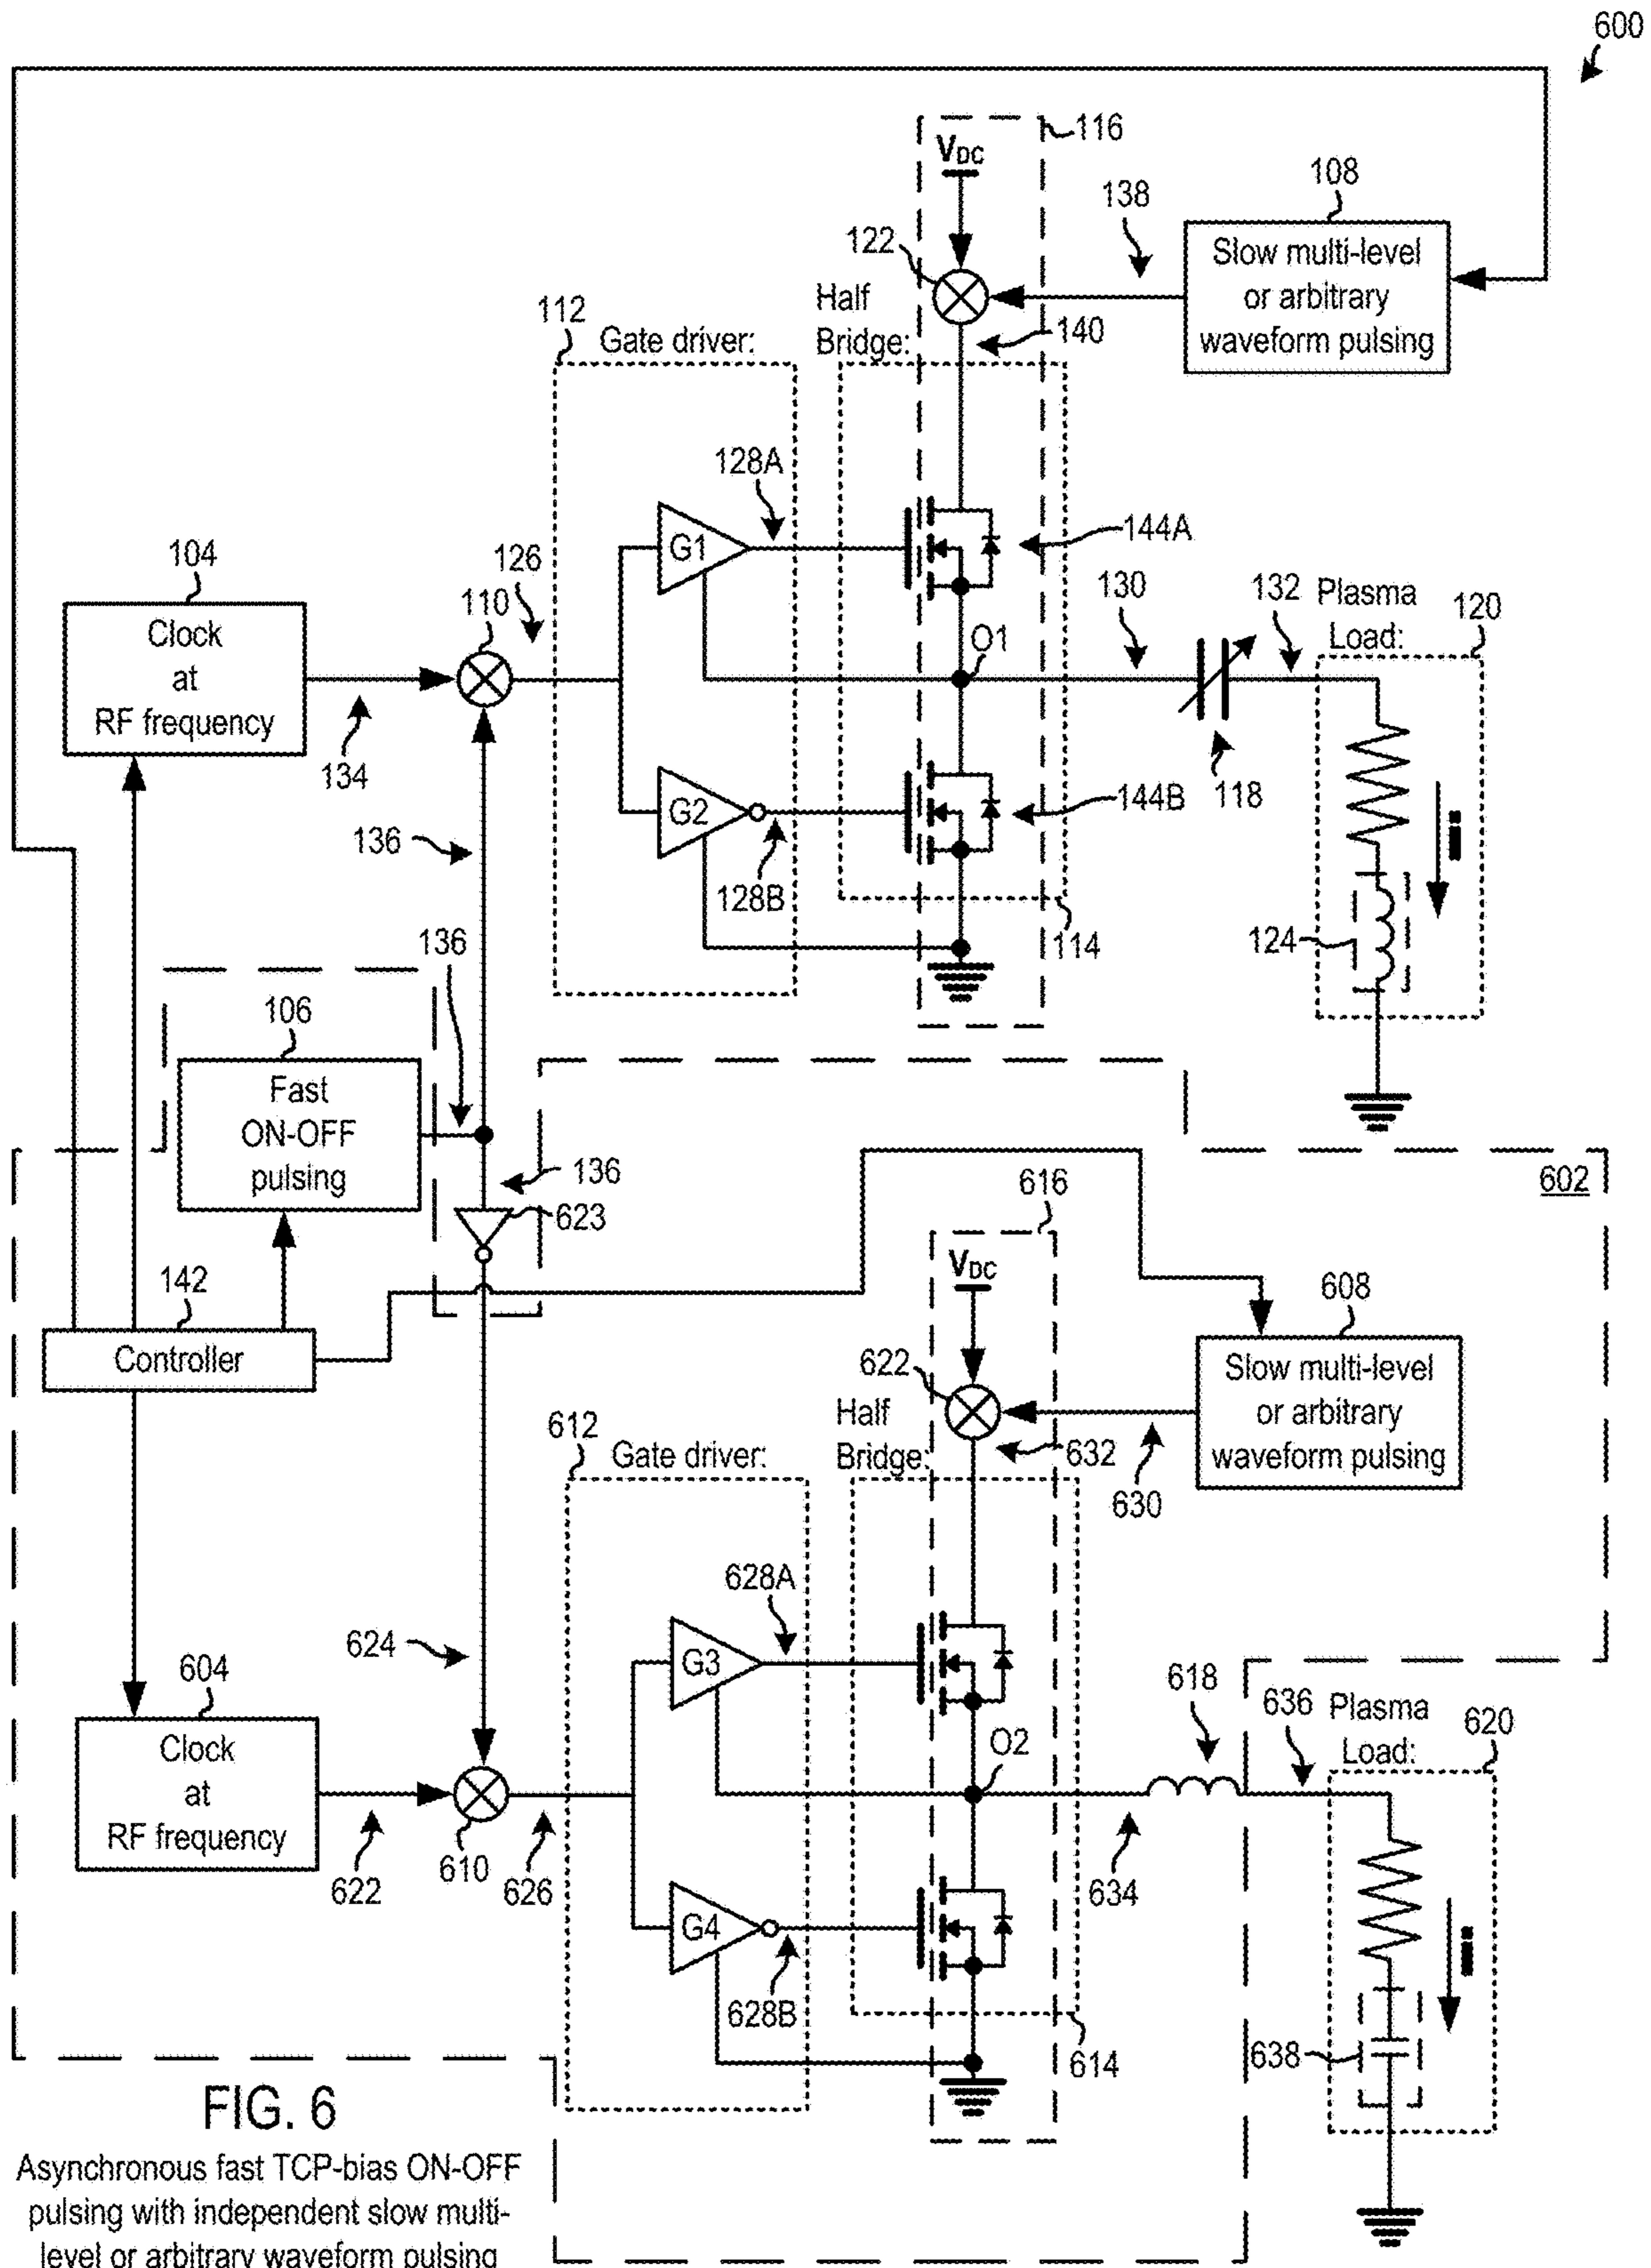 600
116
VDC
108
138
122
Slow multi-level
or arbitrary
waveform pulsing
Half
Bridge:
112
Gate driver:
140
128A
G1
144A
104
126
110
130
132
Plasma
Load:
120
Clock
at
RF frequency
O1
134
118
G2
144B
136
128B
114
124
136
106
Fast
ON-OFF
pulsing
136
623
602
616
VDC
142
Controller
608
622
Slow multi-level
or arbitrary
waveform pulsing
Half
Bridge:
612
Gate driver:
632
630
628A
G3
624
604
618
636
Plasma
Load:
620
Clock
at
RF frequency
O2
622
610
626
634
G4
628B
614
638
FIG. 6
Asynchronous fast TCP-bias ON-OFF
pulsing with independent slow multi-
level or arbitrary waveform pulsing